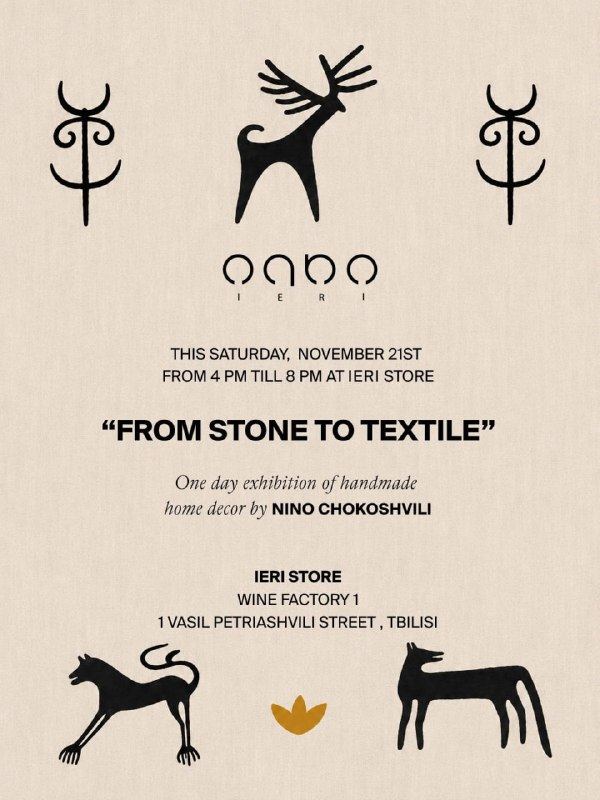 იერი
IERI
THIS SATURDAY, NOVEMBER 21ST
FROM 4 PM TILL 8 PM AT IERI STORE
“FROM STONE TO TEXTILE”
One day exhibition of handmade
home decor by NINO CHOKOSHVILI
IERI STORE
WINE FACTORY 1
1 VASIL PETRIASHVILI STREET , TBILISI